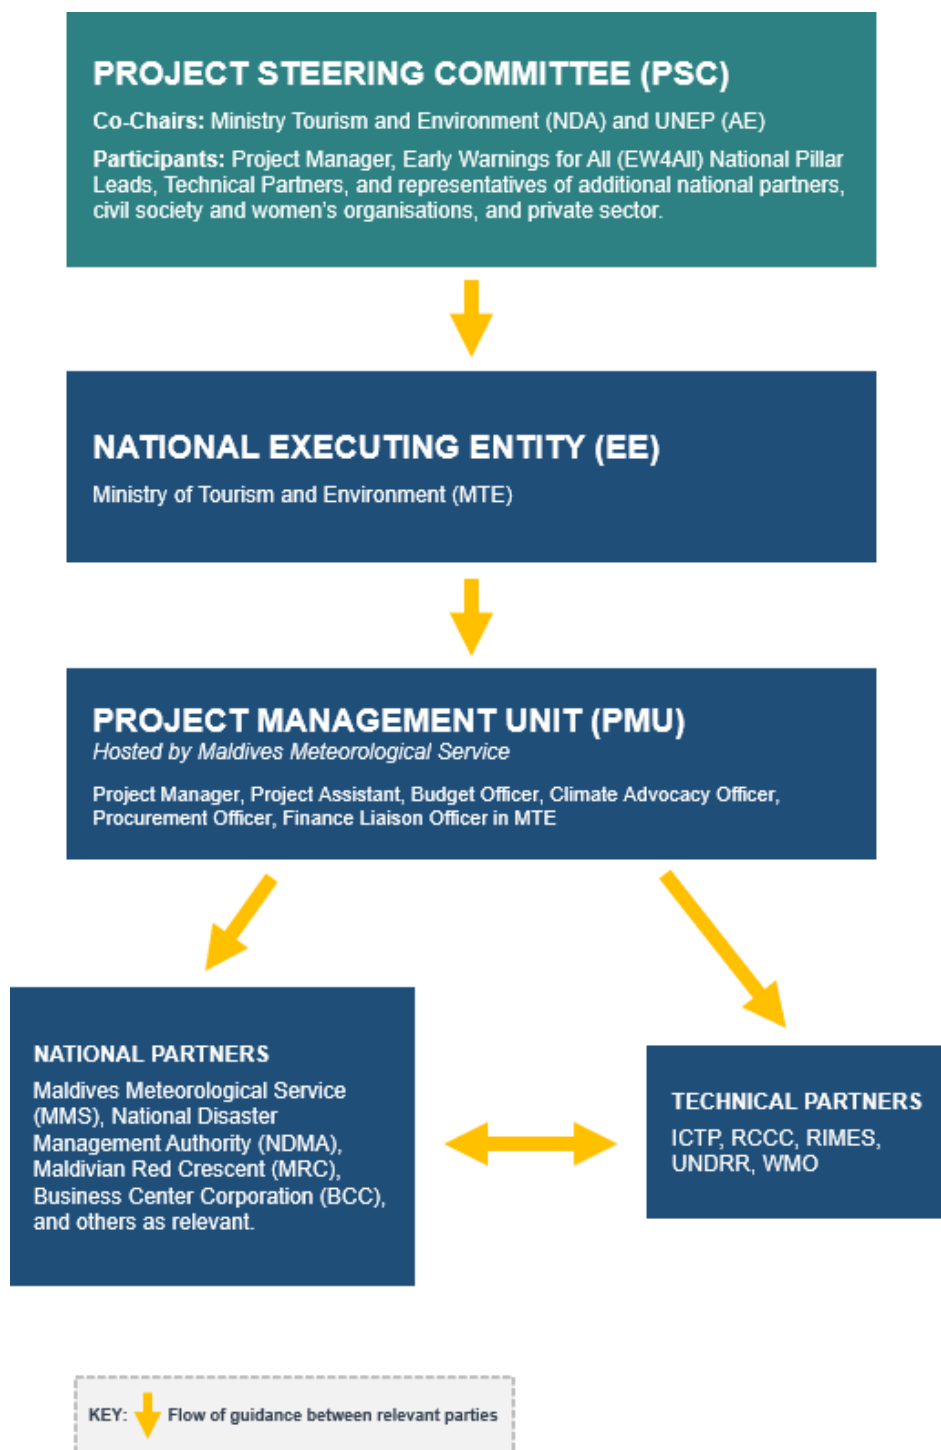 PROJECT STEERING COMMITTEE (PSC)
Co-Chairs: Ministry Tourism and Environment (NDA) and UNEP (AE)
Participants: Project Manager, Early Warnings for All (EW4All) National Pillar
Leads, Technical Partners, and representatives of additional national partners,
civil society and women's organisations, and private sector.
NATIONAL EXECUTING ENTITY (EE)
Ministry of Tourism and Environment (MTE)
PROJECT MANAGEMENT UNIT (PMU)
Hosted by Maldives Meteorological Service
Project Manager, Project Assistant, Budget Officer, Climate Advocacy Officer,
Procurement Officer, Finance Liaison Officer in MTE
NATIONAL PARTNERS
Maldives Meteorological Service
(MMS), National Disaster
Management Authority (NDMA),
Maldivian Red Crescent (MRC),
Business Center Corporation (BCC),
and others as relevant.
TECHNICAL PARTNERS
ICTP, RCCC, RIMES,
UNDRR, WMO
KEY: Flow of guidance between relevant parties